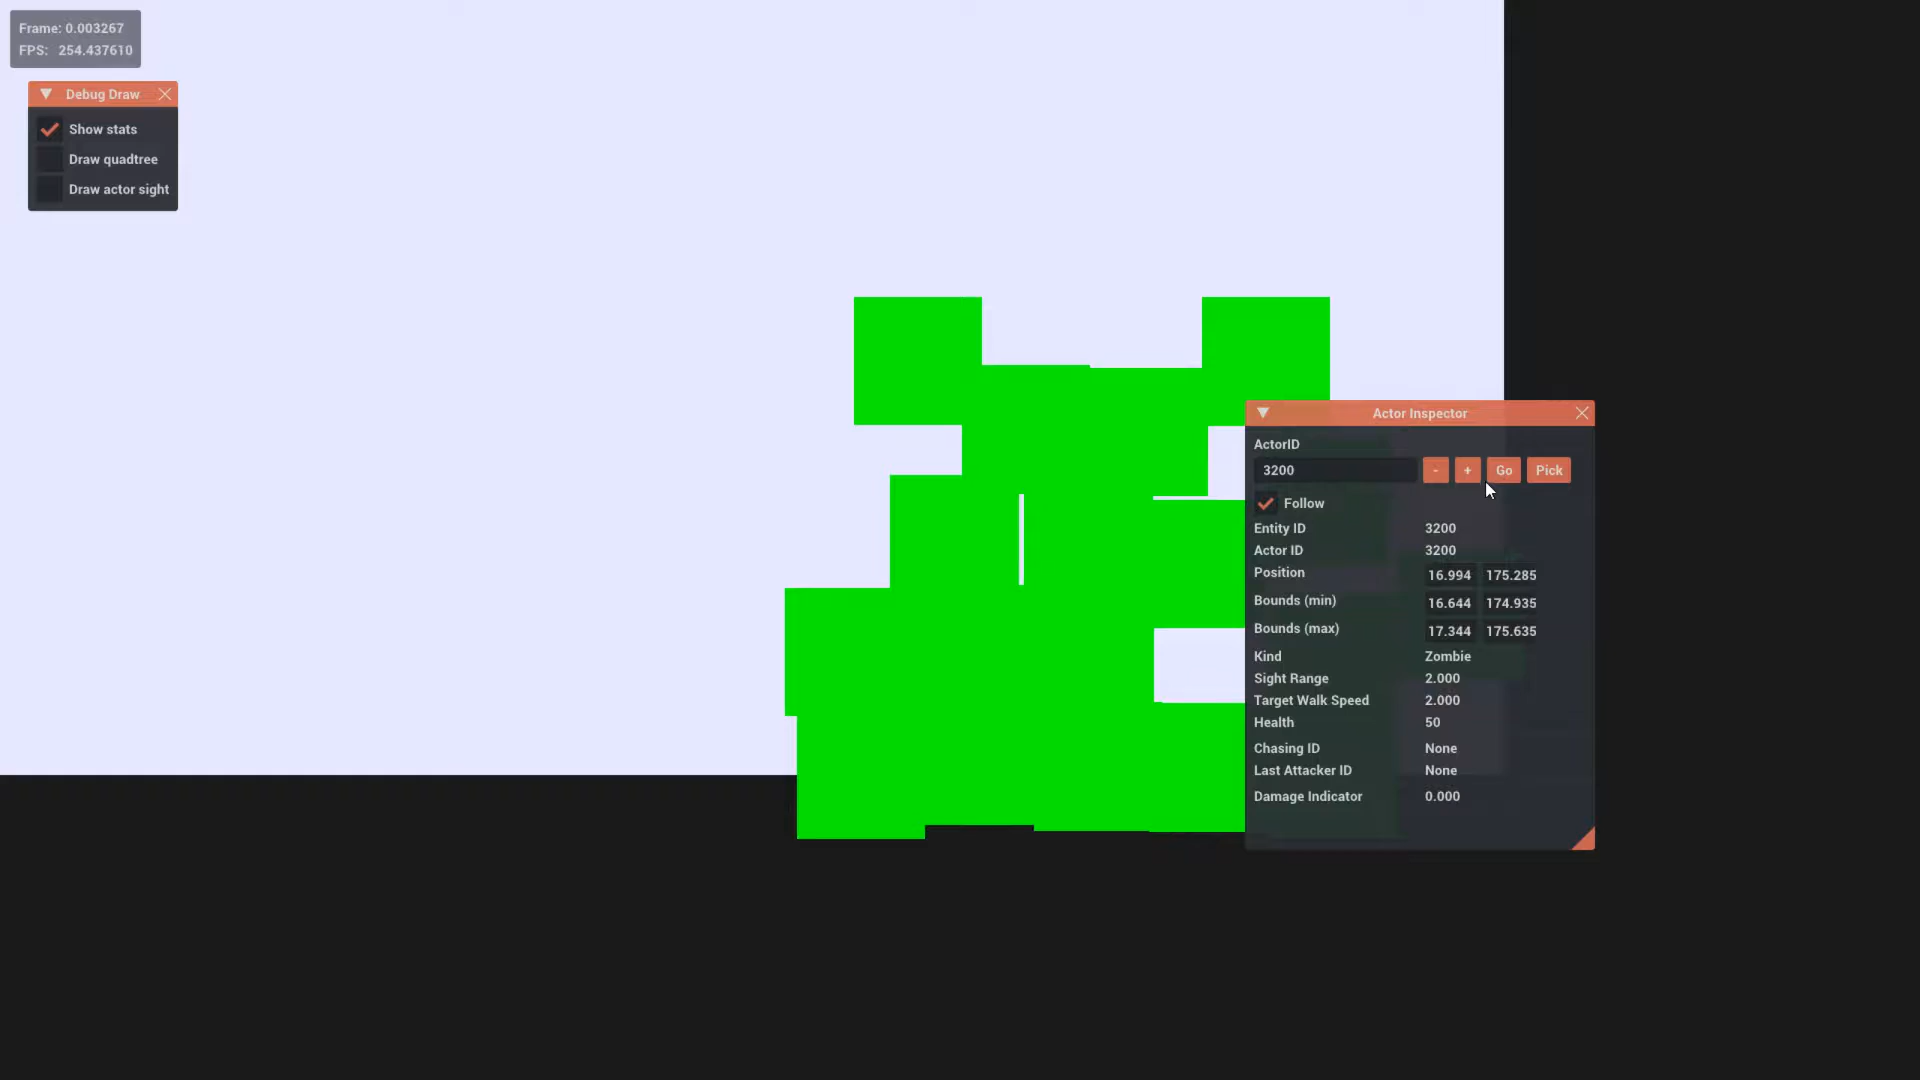 Frame: 0.003267
FPS: 254.437610
Debug Draw
Show stats
Draw quadtree
Draw actor sight
Actor Inspector
ActorID
3200 - + Go Pick
Follow
Entity ID 3200
Actor ID 3200
Position 16.994 175.285
Bounds (min) 16.644 174.935
Bounds (max) 17.344 175.635
Kind Zombie
Sight Range 2.000
Target Walk Speed 2.000
Health 50
Chasing ID None
Last Attacker ID None
Damage Indicator 0.000